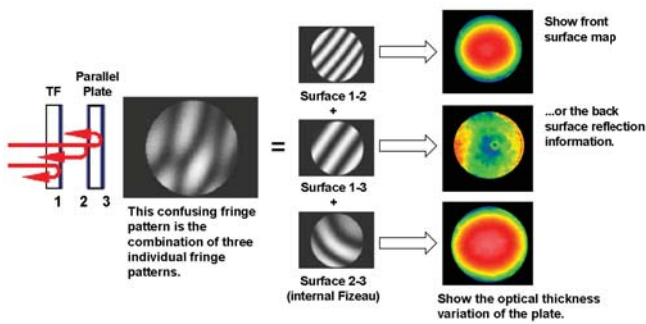 TF
Parallel
Plate
1 2 3
This confusing fringe
pattern is the
combination of three
individual fringe
patterns.
=
Surface 1-2
+
Surface 1-3
+
Surface 2-3
(internal Fizeau)
Show front
surface map
...or the back
surface reflection
information.
Show the optical thickness
variation of the plate.